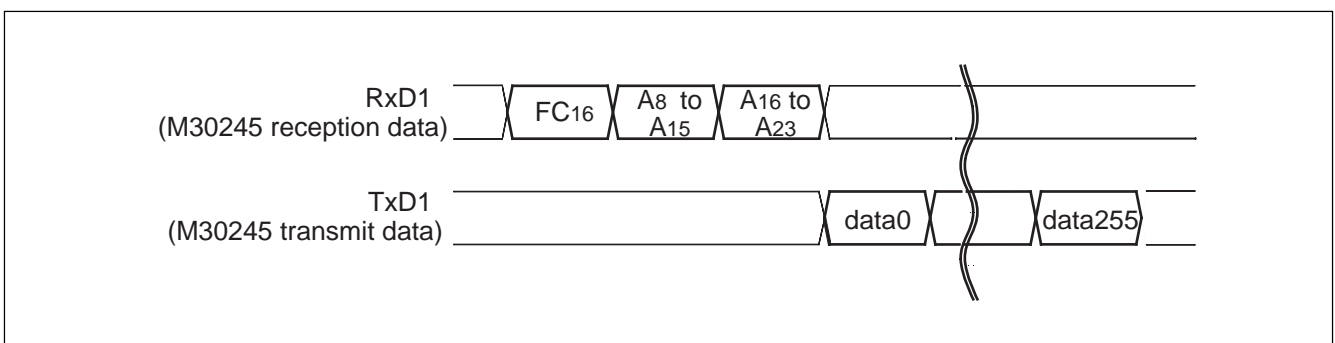 RxD1
(M30245 reception data)
FC16
A8 to
A15
A16 to
A23
TxD1
(M30245 transmit data)
data0
data255